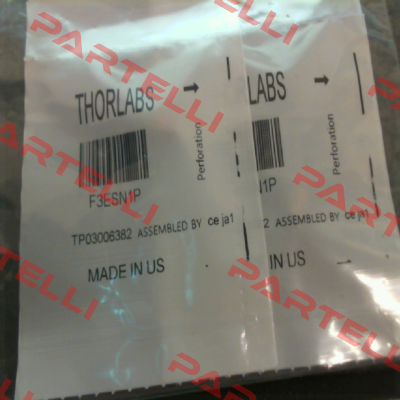 PARTELLI
THORLABS
Perforation
F3ESN1P
TP03006382 ASSEMBLED BY ce ja1
MADE IN US
LABS
Perforation
N1P
2 ASSEMBLED BY ce ja1
IN US
PARTELLI
PARTELLI
PARTELLI
PARTELLI